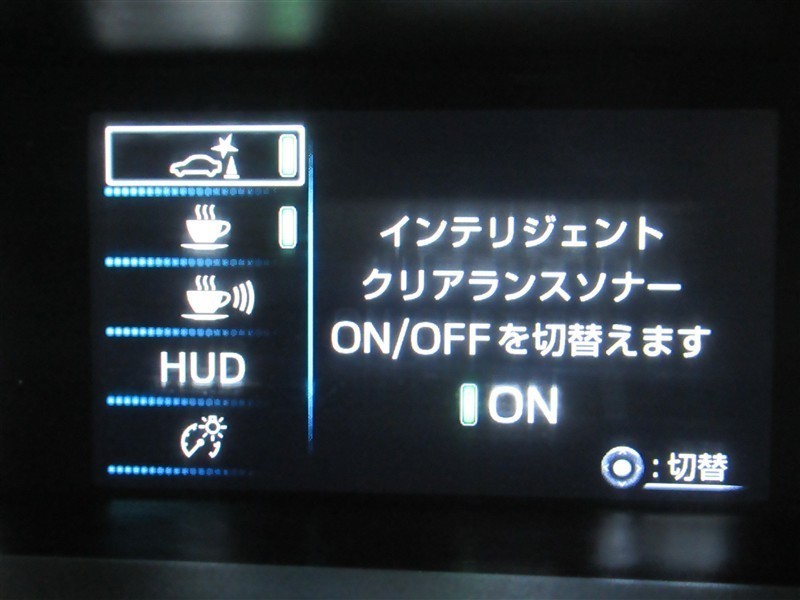 HUD
インテリジェント
クリアランスソナー
ON/OFFを切替えます
ON
:切替